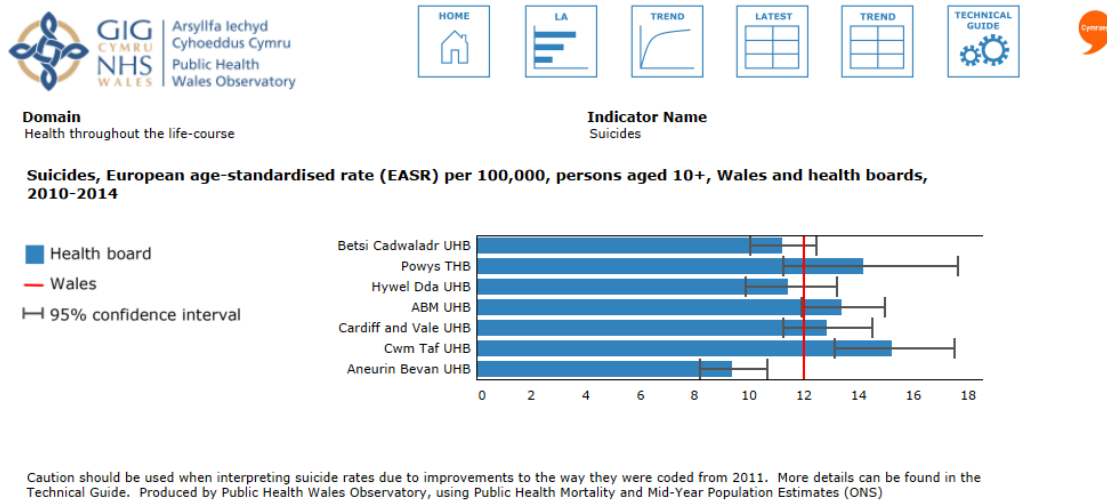 GIG
CYMRU
NHS
WALES
Arsyllfa Iechyd
Cyhoeddus Cymru
Public Health
Wales Observatory
HOME
LA
TREND
LATEST
TREND
TECHNICAL
GUIDE
Cymraeg
Domain
Health throughout the life-course
Indicator Name
Suicides
Suicides, European age-standardised rate (EASR) per 100,000, persons aged 10+, Wales and health boards,
2010-2014
Health board
Wales
95% confidence interval
Betsi Cadwaladr UHB
Powys THB
Hywel Dda UHB
ABM UHB
Cardiff and Vale UHB
Cwm Taf UHB
Aneurin Bevan UHB
0 2 4 6 8 10 12 14 16 18
Caution should be used when interpreting suicide rates due to improvements to the way they were coded from 2011.  More details can be found in the
Technical Guide.  Produced by Public Health Wales Observatory, using Public Health Mortality and Mid-Year Population Estimates (ONS)